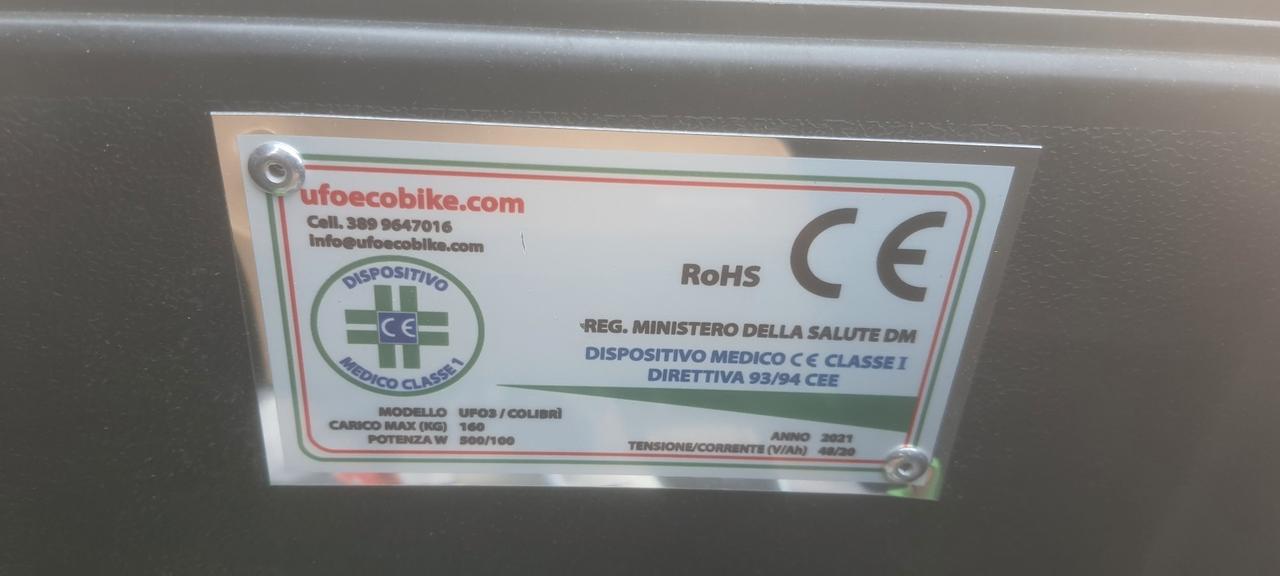 ufoecobike.com
Cell. 389 9647016
info@ufoecobike.com
DISPOSITIVO
CE
MEDICO CLASSE 1
RoHS CE
REG. MINISTERO DELLA SALUTE DM
DISPOSITIVO MEDICO CE CLASSE I
DIRETTIVA 93/94 CEE
MODELLO UFO3 / COLIBRÌ
CARICO MAX (KG) 160
POTENZA W 500/100
ANNO 2021
TENSIONE/CORRENTE (V/Ah) 48/20